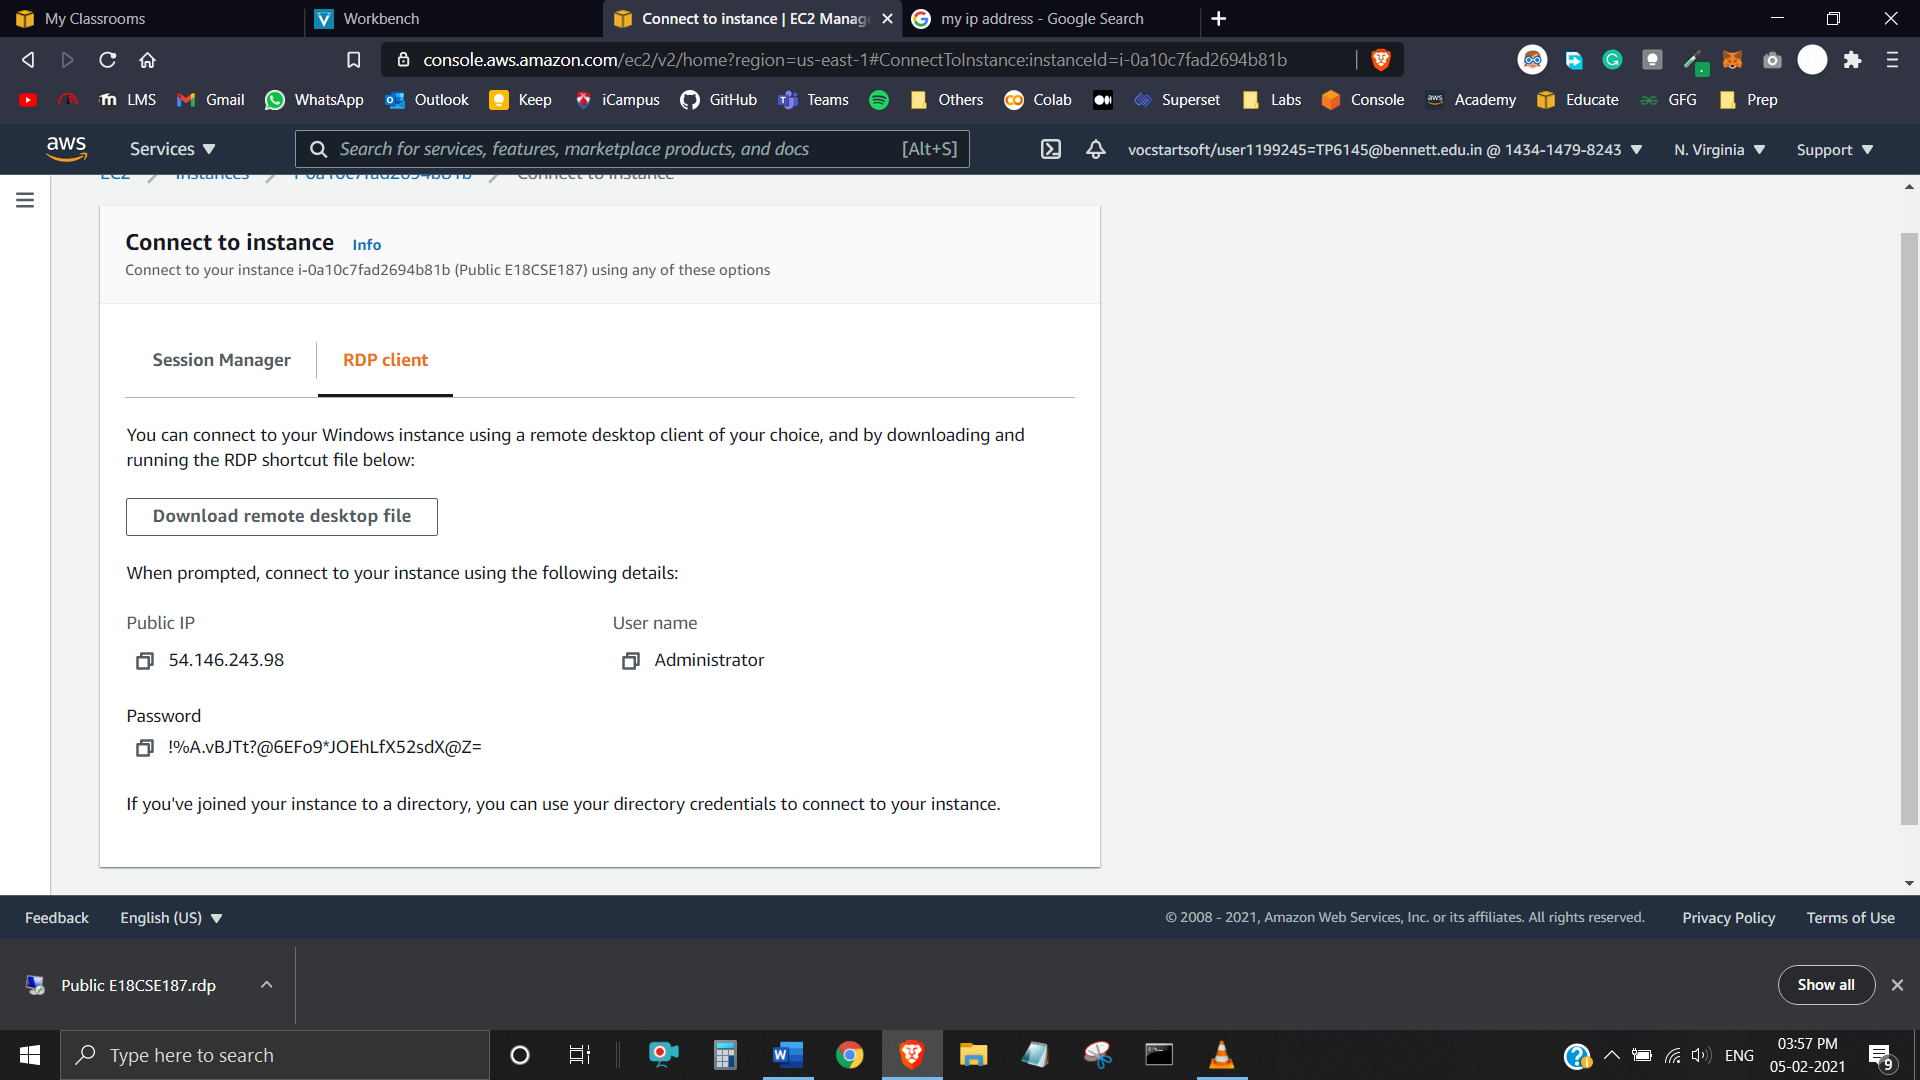 My Classrooms
Workbench
Connect to instance | EC2 Manag
my ip address - Google Search
console.aws.amazon.com/ec2/v2/home?region=us-east-1#ConnectToInstance:instanceId=i-0a10c7fad2694b81b
LMS Gmail WhatsApp Outlook Keep iCampus GitHub Teams Others Colab Superset Labs Console aws Academy Educate GFG Prep
aws Services Search for services, features, marketplace products, and docs [Alt+S] vocstartsoft/user1199245=TP6145@bennett.edu.in @ 1434-1479-8243 N. Virginia Support
EC2 / Instances / i-0a10c7fad2694b81b / Connect to instance
Connect to instance Info
Connect to your instance i-0a10c7fad2694b81b (Public E18CSE187) using any of these options
Session Manager
RDP client
You can connect to your Windows instance using a remote desktop client of your choice, and by downloading and
running the RDP shortcut file below:
Download remote desktop file
When prompted, connect to your instance using the following details:
Public IP
54.146.243.98
User name
Administrator
Password
!%A.vBJTt?@6EFo9*JOEhLfX52sdX@Z=
If you've joined your instance to a directory, you can use your directory credentials to connect to your instance.
Feedback English (US) © 2008 - 2021, Amazon Web Services, Inc. or its affiliates. All rights reserved. Privacy Policy Terms of Use
Public E18CSE187.rdp
Show all
Type here to search
ENG
03:57 PM
05-02-2021
9